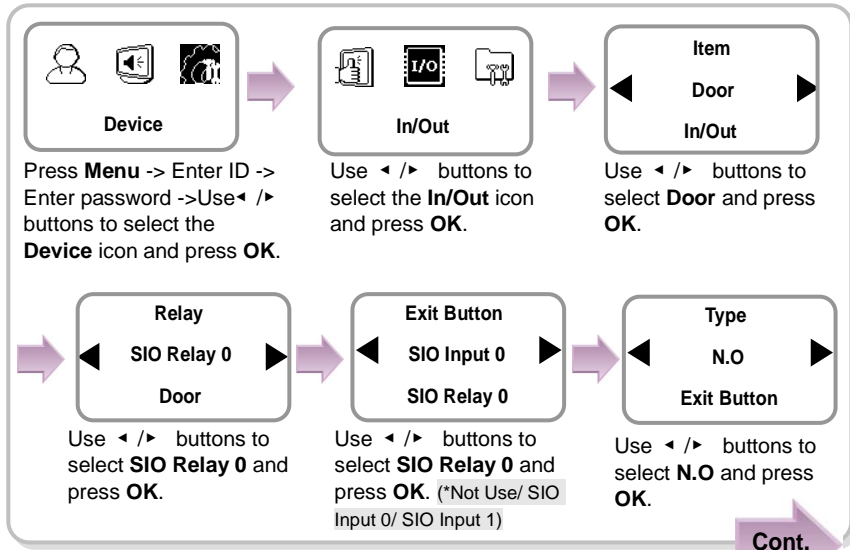 Device
Press Menu -> Enter ID ->
Enter password ->Use◂ /▸
buttons to select the
Device icon and press OK.
I/O
In/Out
Use ◂ /▸ buttons to
select the In/Out icon
and press OK.
Item
Door
In/Out
Use ◂ /▸ buttons to
select Door and press
OK.
Relay
SIO Relay 0
Door
Use ◂ /▸ buttons to
select SIO Relay 0 and
press OK.
Exit Button
SIO Input 0
SIO Relay 0
Use ◂ /▸ buttons to
select SIO Relay 0 and
press OK. (*Not Use/ SIO
Input 0/ SIO Input 1)
Type
N.O
Exit Button
Use ◂ /▸ buttons to
select N.O and press
OK.
Cont.